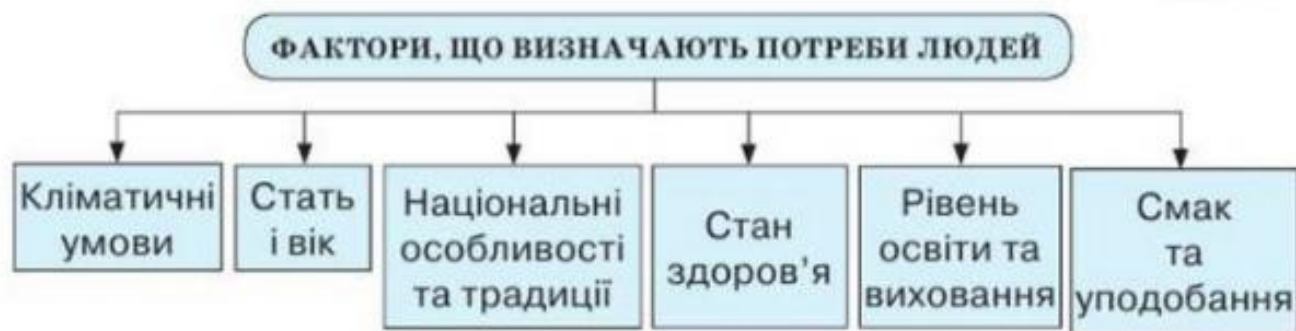 ФАКТОРИ, ЩО ВИЗНАЧАЮТЬ ПОТРЕБИ ЛЮДЕЙ
Кліматичні
умови
Стать
і вік
Національні
особливості
та традиції
Стан
здоров’я
Рівень
освіти та
виховання
Смак
та
уподобання